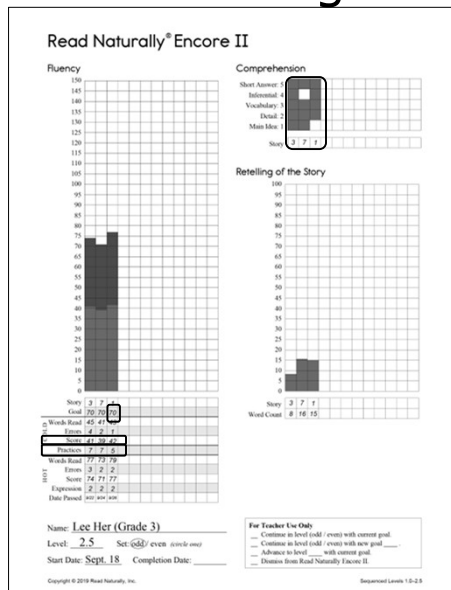 Read Naturally® Encore II
Fluency
150
145
140
135
130
125
120
115
110
105
100
95
90
85
80
75
70
65
60
55
50
45
40
35
30
25
20
15
10
5
0
Story 3 7 1
Goal 70 70 70
COLD
Words Read 45 41 43
Errors 4 2 1
Score 41 39 42
Practices 7 7 5
HOT
Words Read 77 73 79
Errors 3 2 2
Score 74 71 77
Expression 2 2 2
Date Passed
Comprehension
Short Answer: 5
Inferential: 4
Vocabulary: 3
Detail: 2
Main Idea: 1
Story 3 7 1
Retelling of the Story
100
95
90
85
80
75
70
65
60
55
50
45
40
35
30
25
20
15
10
5
0
Story 3 7 1
Word Count 8 16 15
Name: Lee Her (Grade 3)
Level: 2.5 Set: odd / even (circle one)
Start Date: Sept. 18 Completion Date:
For Teacher Use Only
Continue in (odd / even) with current goal.
Continue in (odd / even) with new goal ____.
Advance to level ____ with current goal.
Dismiss from Read Naturally Encore II.
Copyright © 2019 Read Naturally, Inc.
Sequenced Levels 1.0–2.5